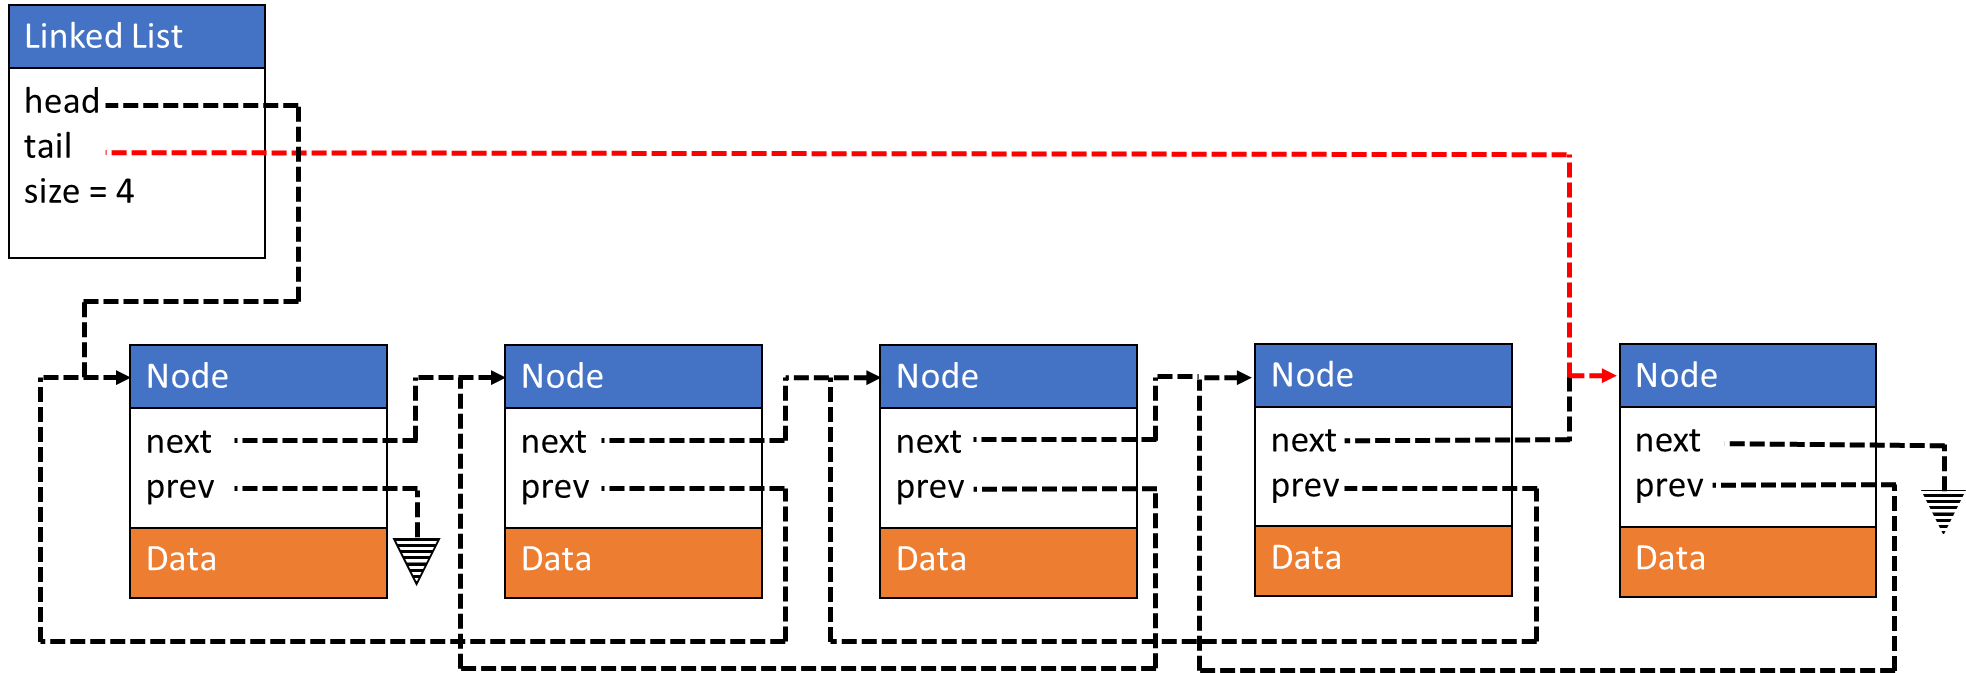 Linked List
head
tail
size = 4
Node
next
prev
Data
Node
next
prev
Data
Node
next
prev
Data
Node
next
prev
Data
Node
next
prev
Data